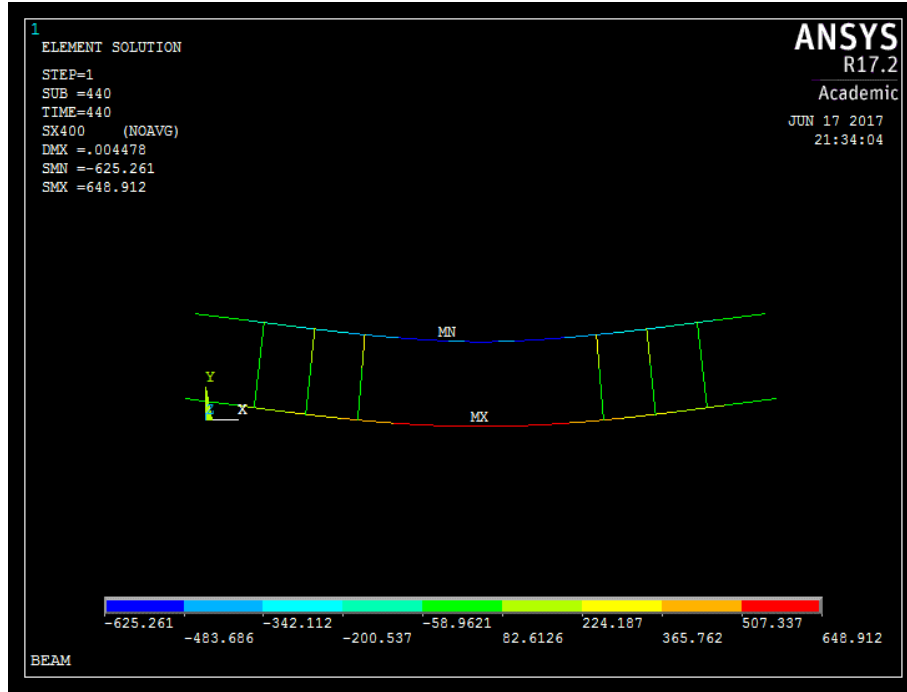 1
ELEMENT SOLUTION
STEP=1
SUB =440
TIME=440
SX400 (NOAVG)
DMX =.004478
SMN =-625.261
SMX =648.912
ANSYS
R17.2
Academic
JUN 17 2017
21:34:04
MN
Y
X
MX
-625.261 -342.112 -58.9621 224.187 507.337
-483.686 -200.537 82.6126 365.762 648.912
BEAM